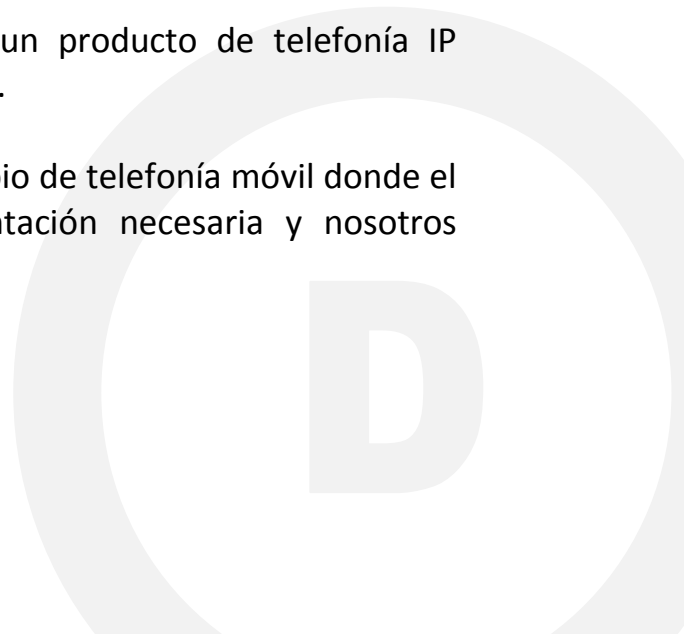 un producto de telefonía IP
.
io de telefonía móvil donde el
tación necesaria y nosotros
D